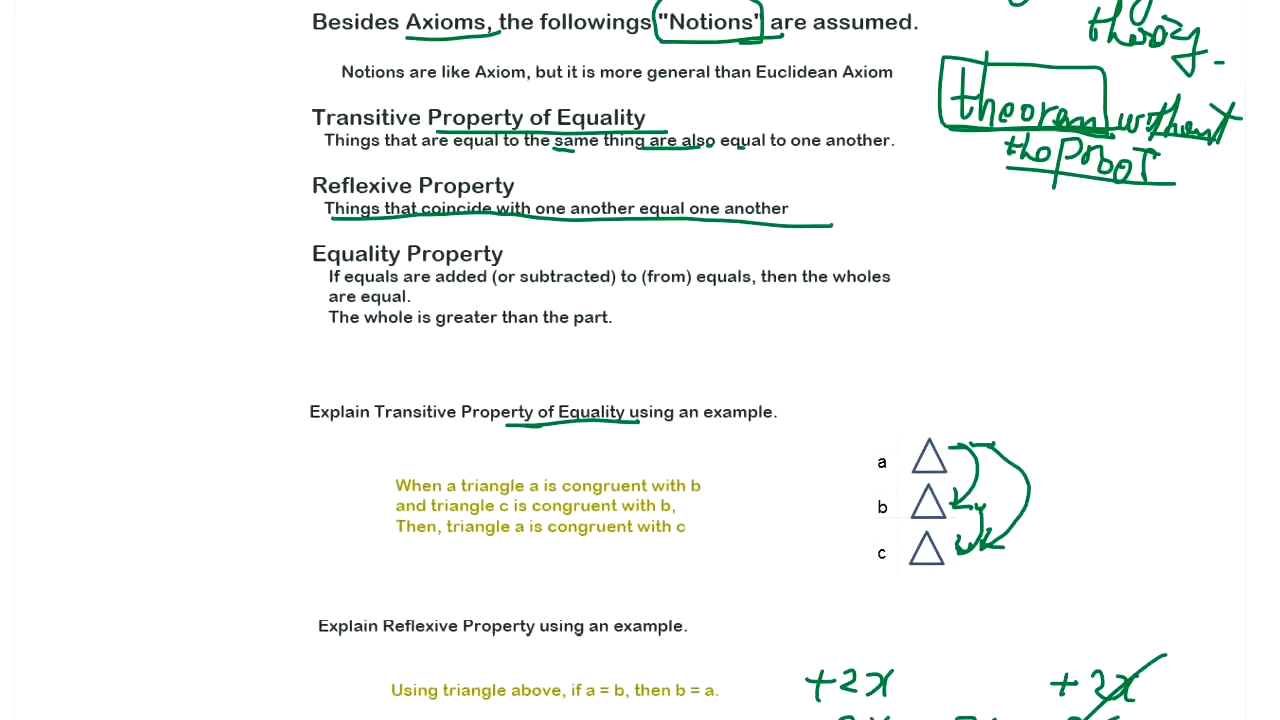 Besides Axioms, the followings "Notions" are assumed.
theory.
Notions are like Axiom, but it is more general than Euclidean Axiom
theorem without
the proof
Transitive Property of Equality
Things that are equal to the same thing are also equal to one another.
Reflexive Property
Things that coincide with one another equal one another
Equality Property
If equals are added (or subtracted) to (from) equals, then the wholes
are equal.
The whole is greater than the part.
Explain Transitive Property of Equality using an example.
When a triangle a is congruent with b
and triangle c is congruent with b,
Then, triangle a is congruent with c
a
b
c
Explain Reflexive Property using an example.
Using triangle above, if a = b, then b = a.
+2x
+2x